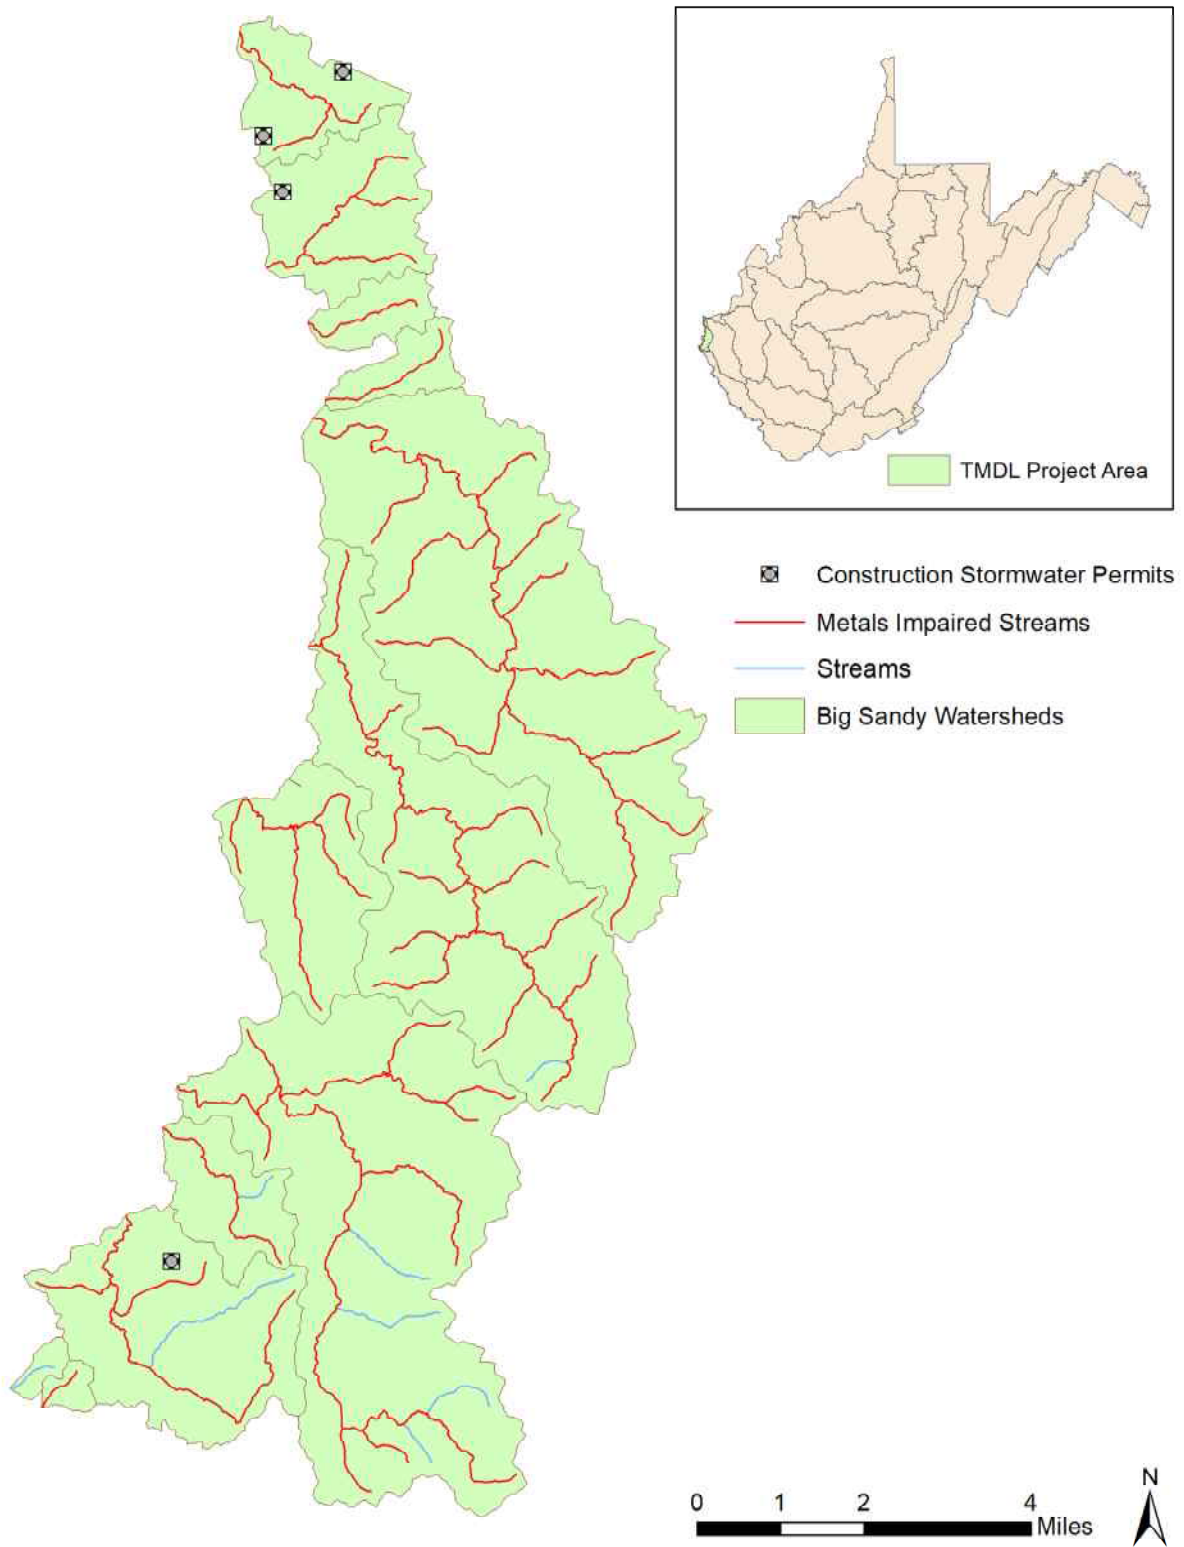 TMDL Project Area
Construction Stormwater Permits
Metals Impaired Streams
Streams
Big Sandy Watersheds
0 1 2 4
Miles
N